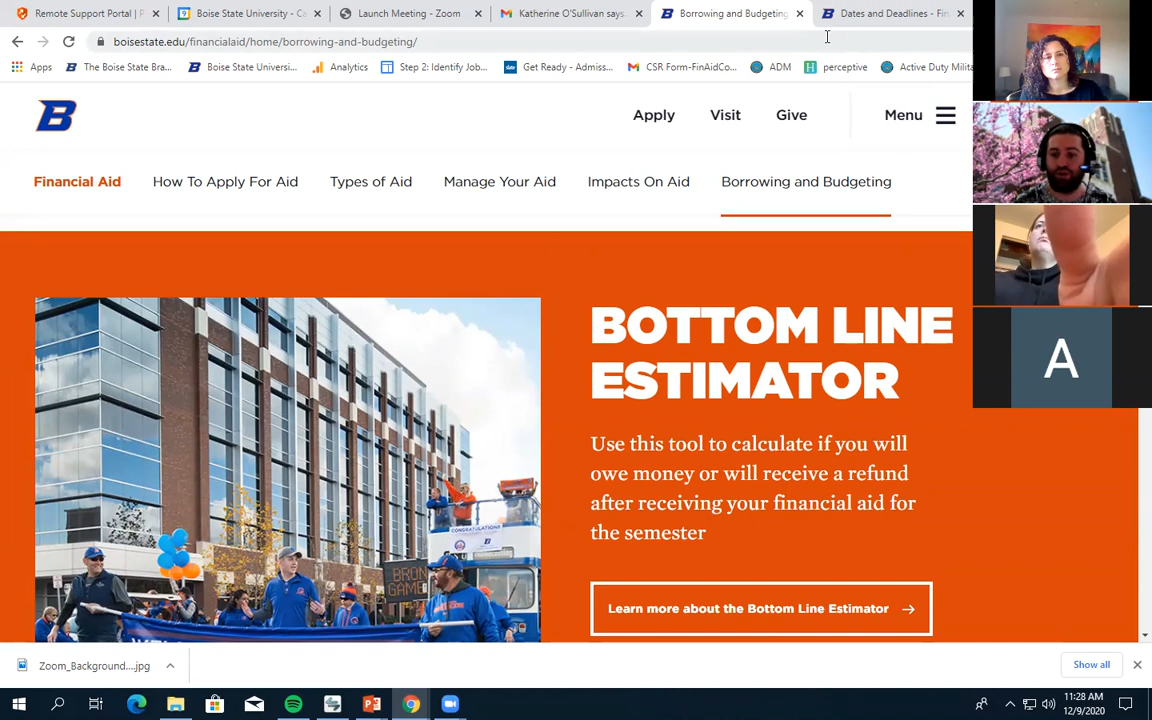 Remote Support Portal | P
Boise State University - Ca
Launch Meeting - Zoom
Katherine O'Sullivan says
Borrowing and Budgeting
Dates and Deadlines - Fin
boisestate.edu/financialaid/home/borrowing-and-budgeting/
Apps
The Boise State Bra...
Boise State Universi...
Analytics
Step 2: Identify Job...
Get Ready - Admiss...
CSR Form-FinAidCo...
ADM
perceptive
Active Duty Milita
B
Apply
Visit
Give
Menu
Financial Aid
How To Apply For Aid
Types of Aid
Manage Your Aid
Impacts On Aid
Borrowing and Budgeting
A
BOTTOM LINE
ESTIMATOR
Use this tool to calculate if you will
owe money or will receive a refund
after receiving your financial aid for
the semester
Learn more about the Bottom Line Estimator
CONGRATULATIONS
BRON
GAME
Zoom_Background....jpg
Show all
11:28 AM
12/9/2020